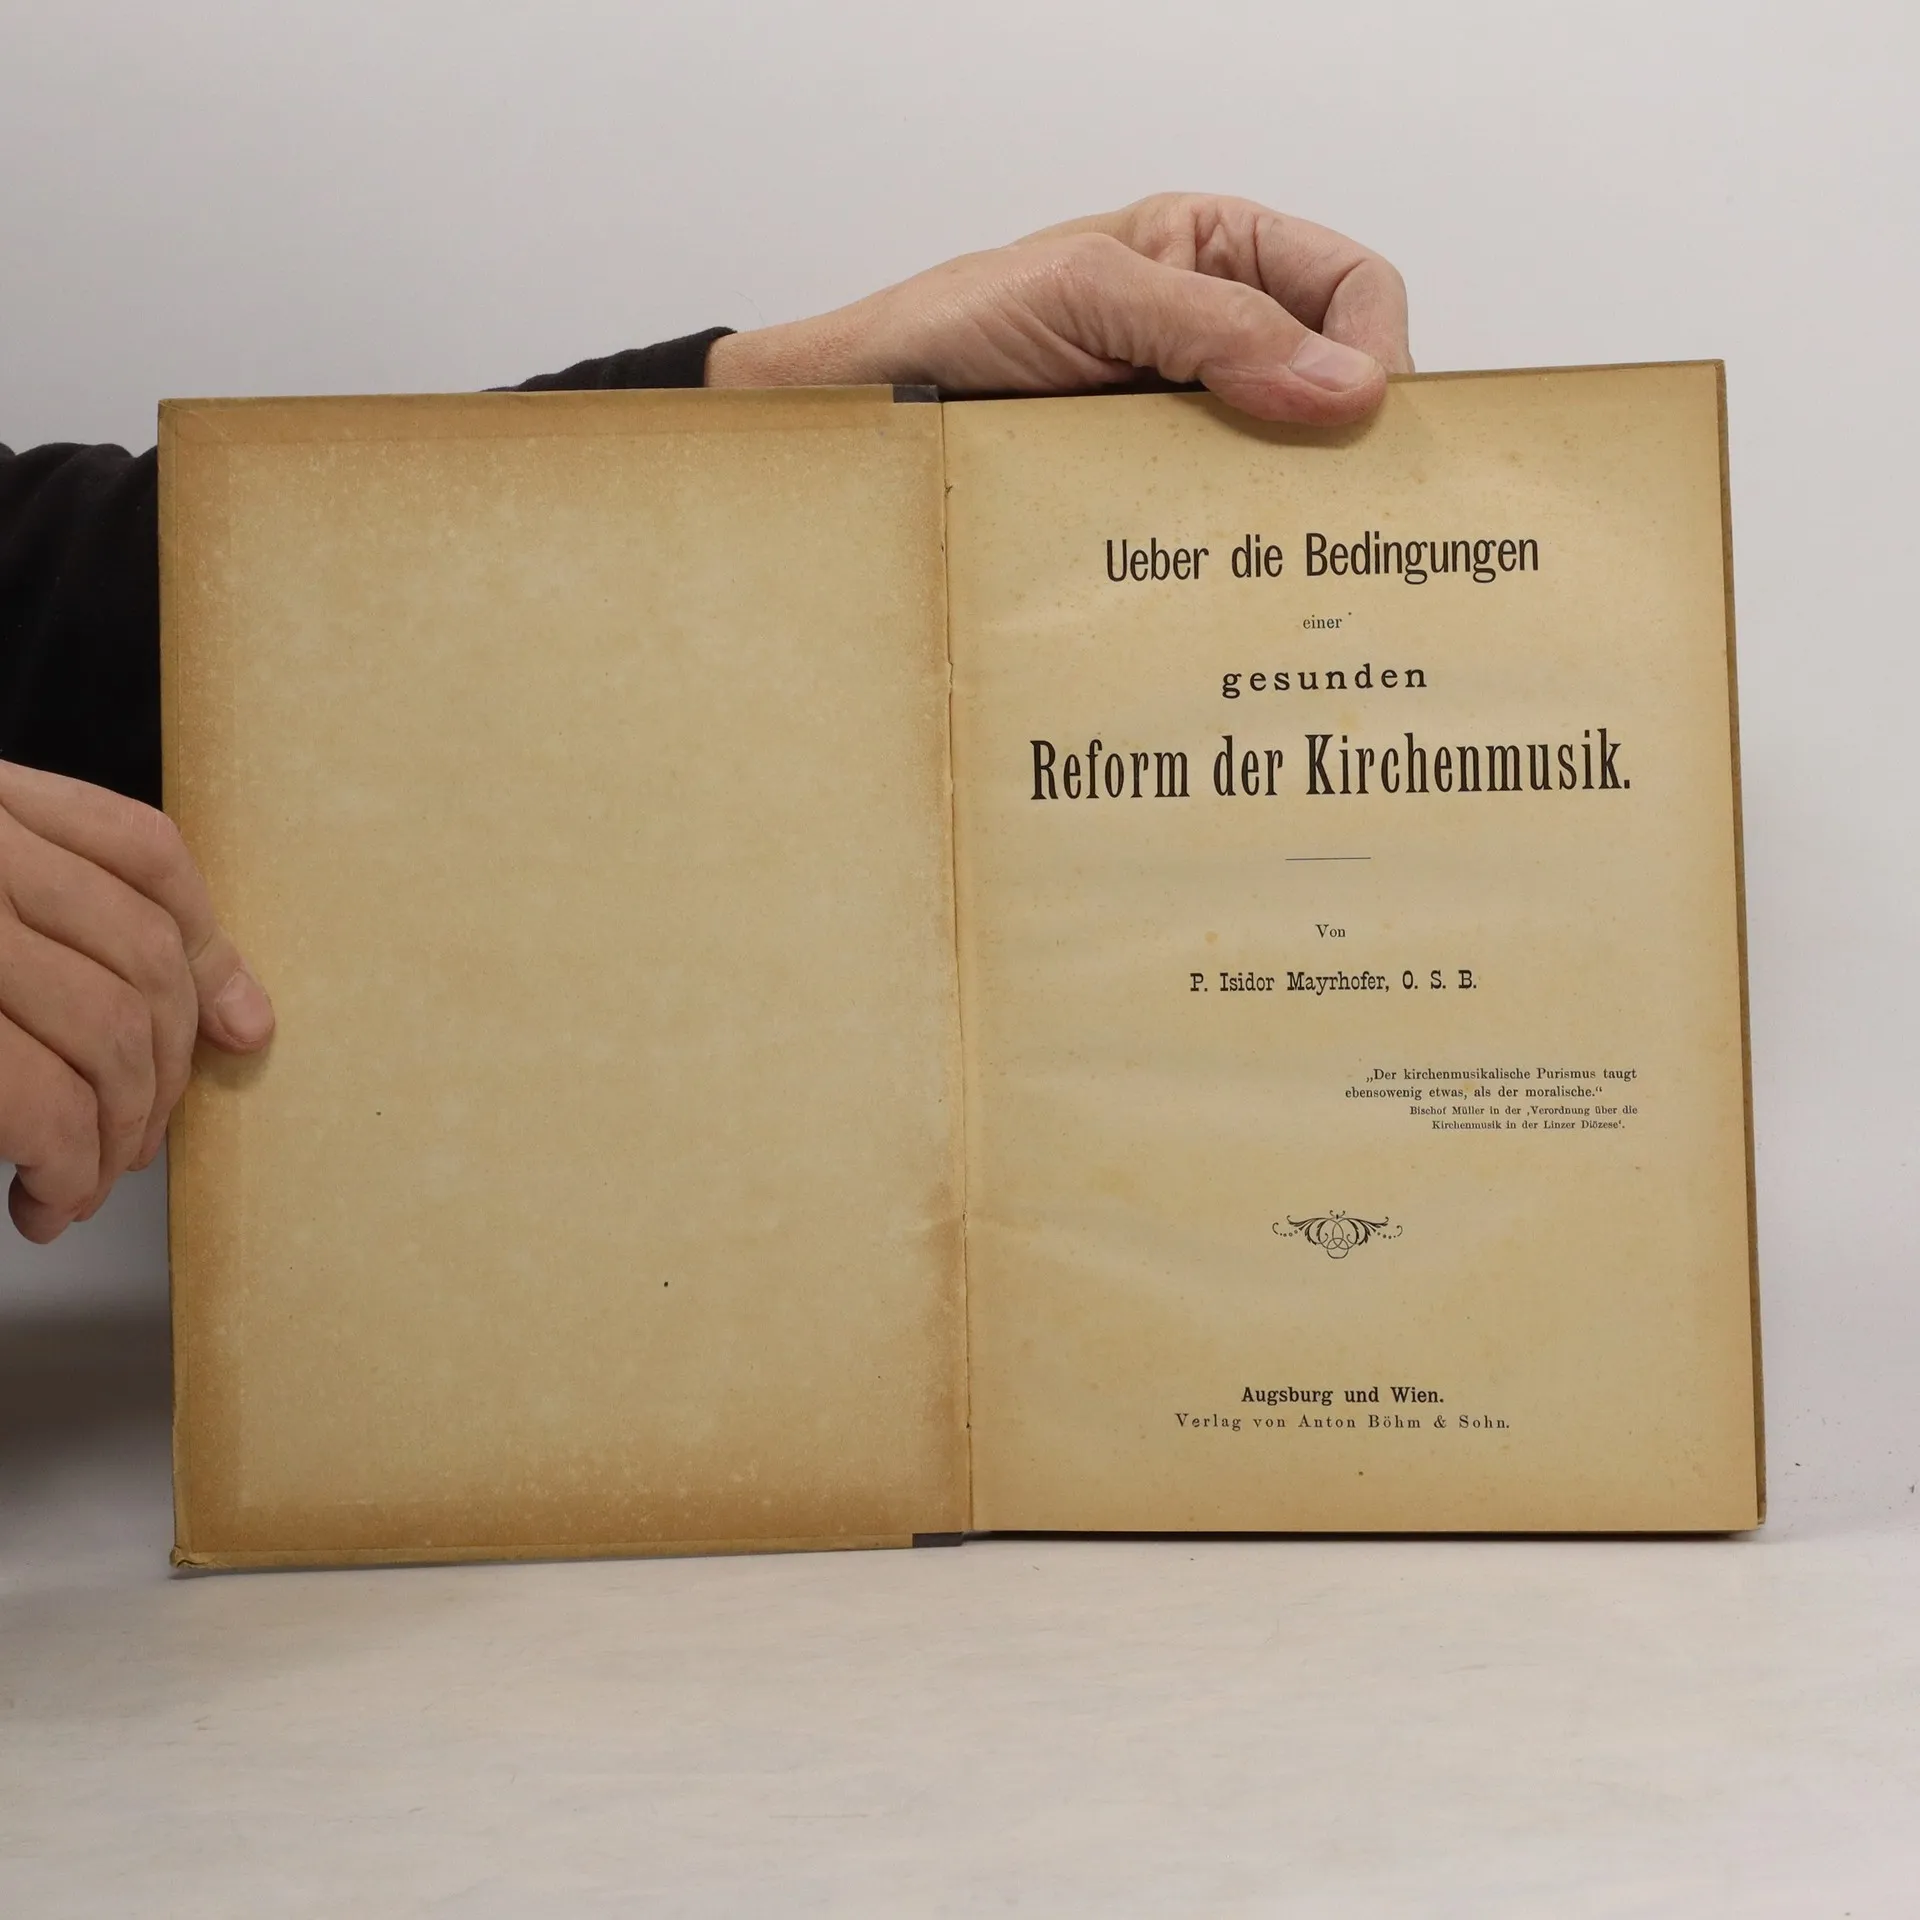 Ueber die Bedingungen
einer
gesunden
Reform der Kirchenmusik.
Von
P. Isidor Mayrhofer, O. S. B.
„Der kirchenmusikalische Purismus taugt
ebensowenig etwas, als der moralische.“
Bischof Müller in der ‚Verordnung über die
Kirchenmusik in der Linzer Diözese‘.
Augsburg und Wien.
Verlag von Anton Böhm & Sohn.